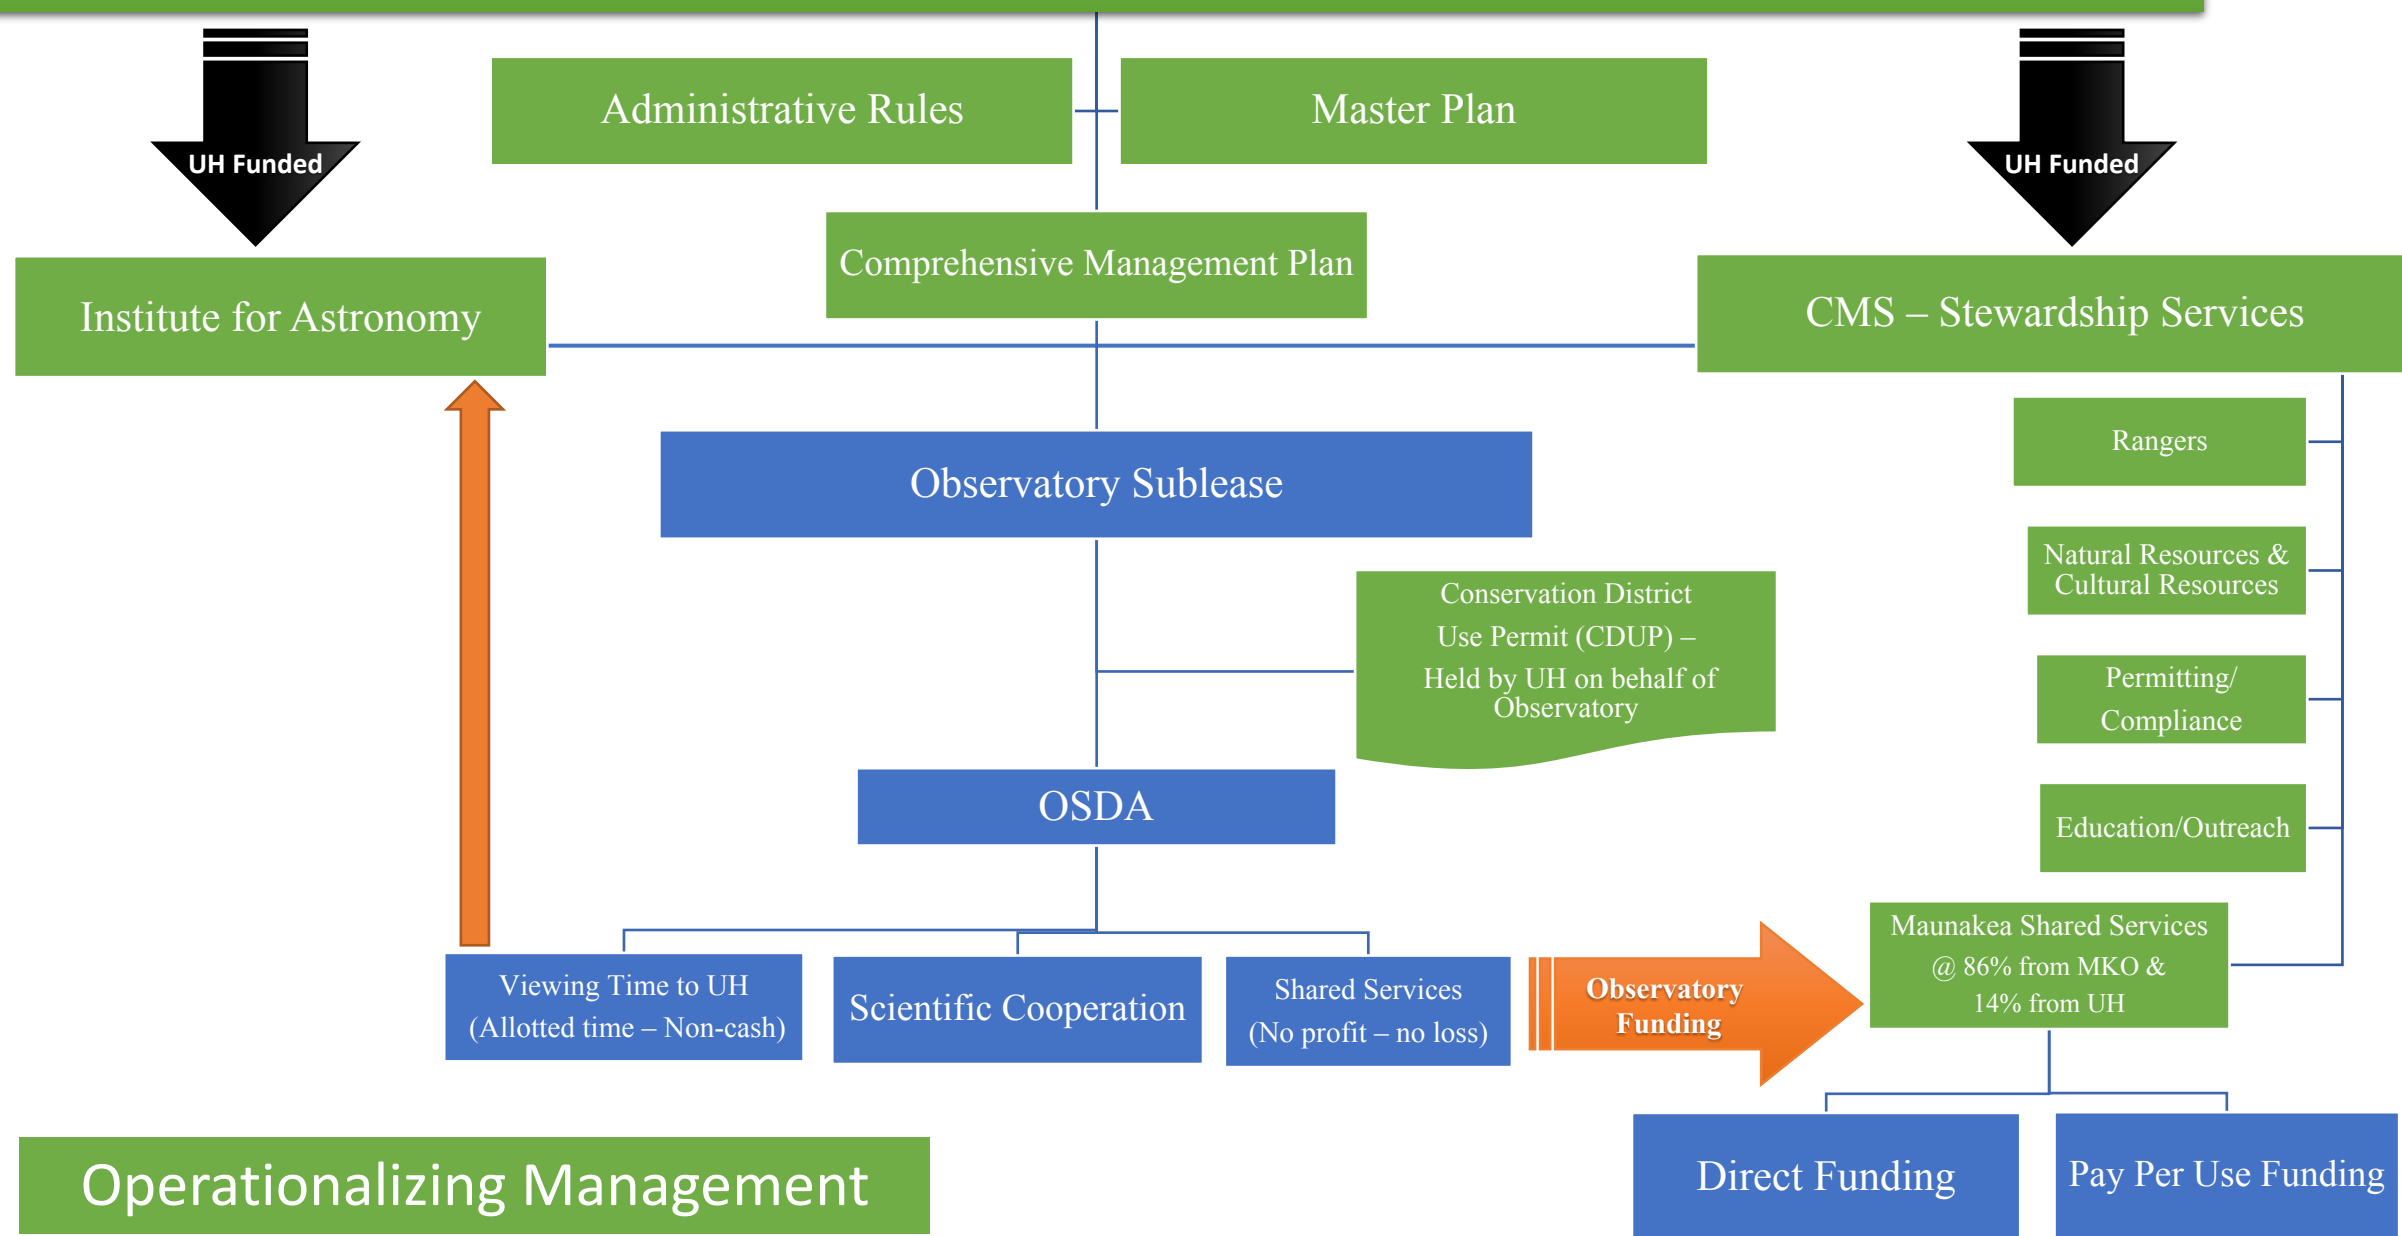 UH Funded
Administrative Rules
Master Plan
UH Funded
Comprehensive Management Plan
Institute for Astronomy
CMS – Stewardship Services
Rangers
Observatory Sublease
Natural Resources &
Cultural Resources
Conservation District
Use Permit (CDUP) –
Held by UH on behalf of
Observatory
Permitting/
Compliance
OSDA
Education/Outreach
Viewing Time to UH
(Allotted time – Non-cash)
Scientific Cooperation
Shared Services
(No profit – no loss)
Observatory
Funding
Maunakea Shared Services
@ 86% from MKO &
14% from UH
Direct Funding
Pay Per Use Funding
Operationalizing Management